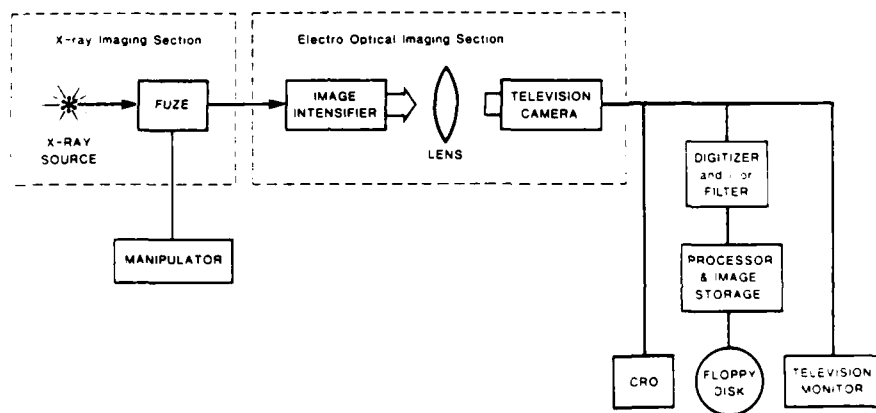 X-ray Imaging Section
Electro Optical Imaging Section
FUZE
IMAGE
INTENSIFIER
TELEVISION
CAMERA
X-RAY
SOURCE
LENS
DIGITIZER
and / or
FILTER
MANIPULATOR
PROCESSOR
& IMAGE
STORAGE
CRO
FLOPPY
DISK
TELEVISION
MONITOR